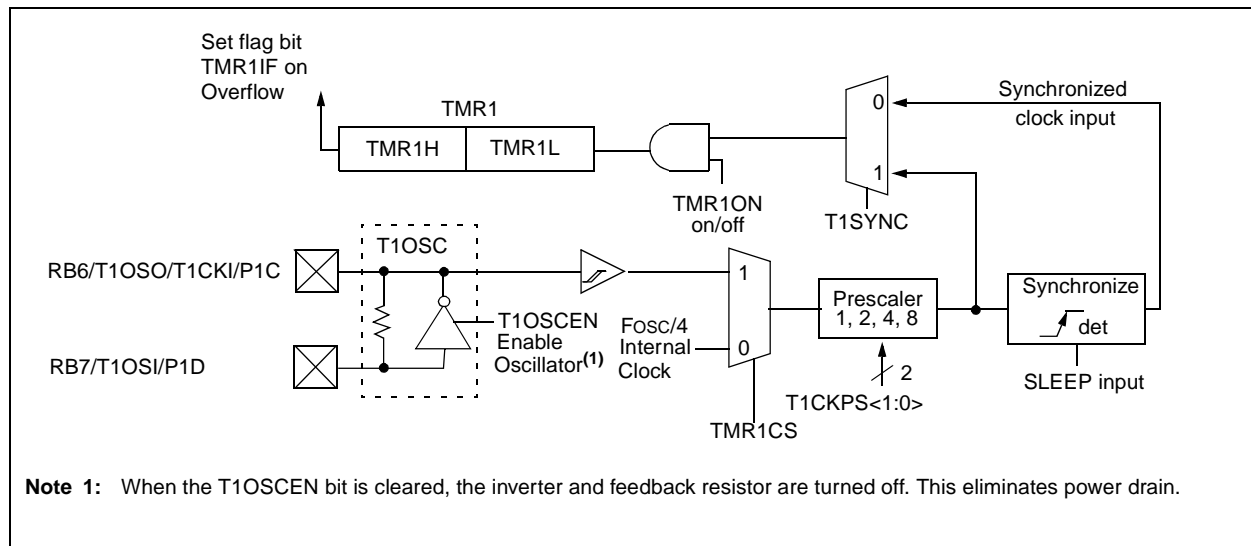 Set flag bit
TMR1IF on
Overflow
TMR1
TMR1H
TMR1L
TMR1ON
on/off
0
1
T1SYNC
Synchronized
clock input
T1OSC
RB6/T1OSO/T1CKI/P1C
RB7/T1OSI/P1D
T1OSCEN
Enable
Oscillator(1)
FOSC/4
Internal
Clock
1
0
TMR1CS
Prescaler
1, 2, 4, 8
2
T1CKPS<1:0>
Synchronize
det
SLEEP input
Note 1: When the T1OSCEN bit is cleared, the inverter and feedback resistor are turned off. This eliminates power drain.